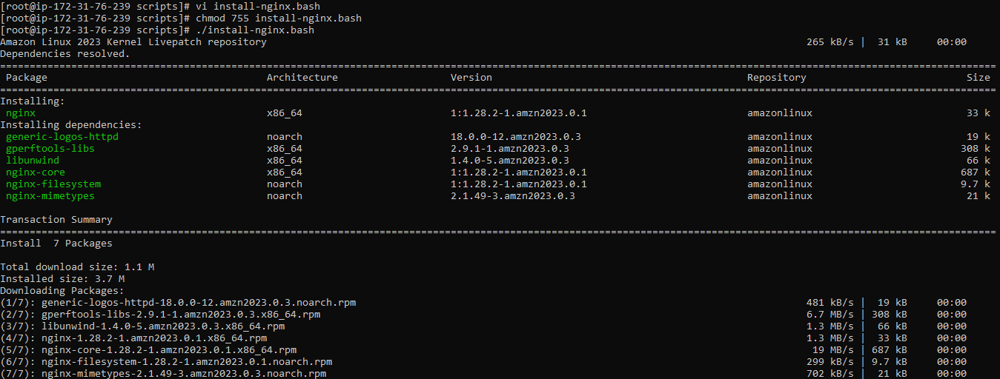 [root@ip-172-31-76-239 scripts]# vi install-nginx.bash
[root@ip-172-31-76-239 scripts]# chmod 755 install-nginx.bash
[root@ip-172-31-76-239 scripts]# ./install-nginx.bash
Amazon Linux 2023 Kernel Livepatch repository 265 kB/s | 31 kB 00:00
Dependencies resolved.
================================================================================
Package Architecture Version Repository Size
================================================================================
Installing:
nginx x86_64 1:1.28.2-1.amzn2023.0.1 amazonlinux 33 k
Installing dependencies:
generic-logos-httpd noarch 18.0.0-12.amzn2023.0.3 amazonlinux 19 k
gperftools-libs x86_64 2.9.1-1.amzn2023.0.3 amazonlinux 308 k
libunwind x86_64 1.4.0-5.amzn2023.0.3 amazonlinux 66 k
nginx-core x86_64 1:1.28.2-1.amzn2023.0.1 amazonlinux 687 k
nginx-filesystem noarch 1:1.28.2-1.amzn2023.0.1 amazonlinux 9.7 k
nginx-mimetypes noarch 2.1.49-3.amzn2023.0.3 amazonlinux 21 k
Transaction Summary
================================================================================
Install 7 Packages
Total download size: 1.1 M
Installed size: 3.7 M
Downloading Packages:
(1/7): generic-logos-httpd-18.0.0-12.amzn2023.0.3.noarch.rpm 481 kB/s | 19 kB 00:00
(2/7): gperftools-libs-2.9.1-1.amzn2023.0.3.x86_64.rpm 6.7 MB/s | 308 kB 00:00
(3/7): libunwind-1.4.0-5.amzn2023.0.3.x86_64.rpm 1.3 MB/s | 66 kB 00:00
(4/7): nginx-1.28.2-1.amzn2023.0.1.x86_64.rpm 1.3 MB/s | 33 kB 00:00
(5/7): nginx-core-1.28.2-1.amzn2023.0.1.x86_64.rpm 19 MB/s | 687 kB 00:00
(6/7): nginx-filesystem-1.28.2-1.amzn2023.0.1.noarch.rpm 299 kB/s | 9.7 kB 00:00
(7/7): nginx-mimetypes-2.1.49-3.amzn2023.0.3.noarch.rpm 702 kB/s | 21 kB 00:00